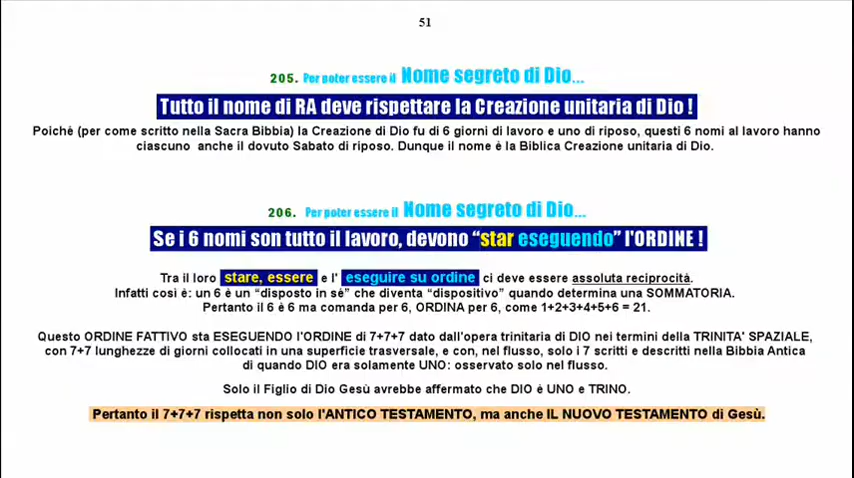 51
205. Per poter essere il Nome segreto di Dio...
Tutto il nome di RA deve rispettare la Creazione unitaria di Dio !
Poichè (per come scritto nella Sacra Bibbia) la Creazione di Dio fu di 6 giorni di lavoro e uno di riposo, questi 6 nomi al lavoro hanno
ciascuno anche il dovuto Sabato di riposo. Dunque il nome è la Biblica Creazione unitaria di Dio.
206. Per poter essere il Nome segreto di Dio...
Se i 6 nomi son tutto il lavoro, devono “star eseguendo” l'ORDINE !
Tra il loro stare, essere e l' eseguire su ordine ci deve essere assoluta reciprocità.
Infatti così è: un 6 è un “disposto in sè” che diventa “dispositivo” quando determina una SOMMATORIA.
Pertanto il 6 è 6 ma comanda per 6, ORDINA per 6, come 1+2+3+4+5+6 = 21.
Questo ORDINE FATTIVO sta ESEGUENDO l'ORDINE di 7+7+7 dato dall'opera trinitaria di DIO nei termini della TRINITA' SPAZIALE,
con 7+7 lunghezze di giorni collocati in una superficie trasversale, e con, nel flusso, solo i 7 scritti e descritti nella Bibbia Antica
di quando DIO era solamente UNO: osservato solo nel flusso.
Solo il Figlio di Dio Gesù avrebbe affermato che DIO è UNO e TRINO.
Pertanto il 7+7+7 rispetta non solo l'ANTICO TESTAMENTO, ma anche IL NUOVO TESTAMENTO di Gesù.